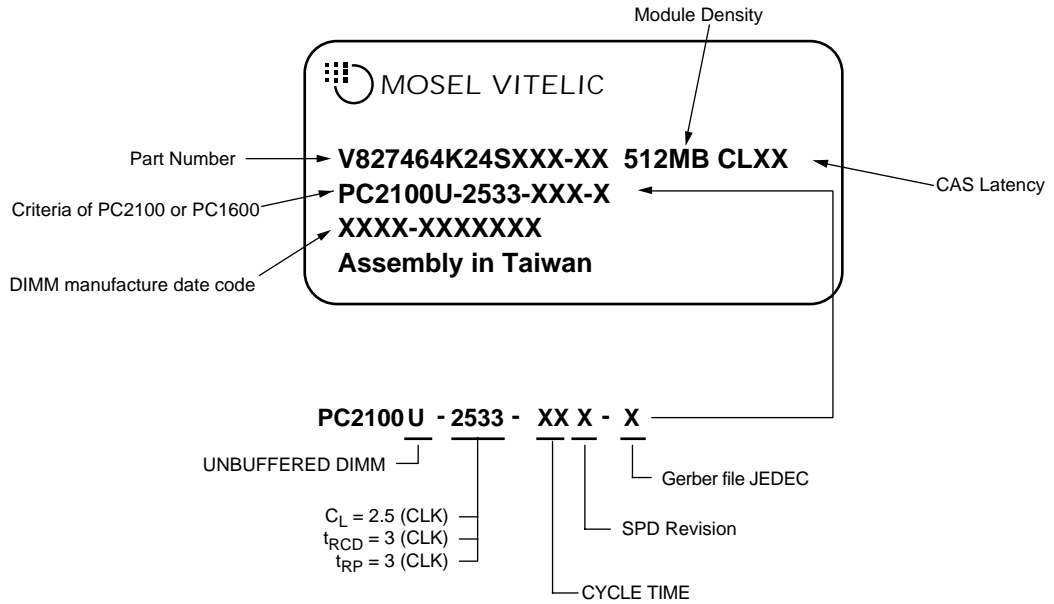 Module Density
MOSEL VITELIC
Part Number
V827464K24SXXX-XX 512MB CLXX
CAS Latency
Criteria of PC2100 or PC1600
PC2100U-2533-XXX-X
XXXX-XXXXXXX
DIMM manufacture date code
Assembly in Taiwan
PC2100 U - 2533 - XX X - X
UNBUFFERED DIMM
Gerber file JEDEC
CL = 2.5 (CLK)
SPD Revision
tRCD = 3 (CLK)
tRP = 3 (CLK)
CYCLE TIME